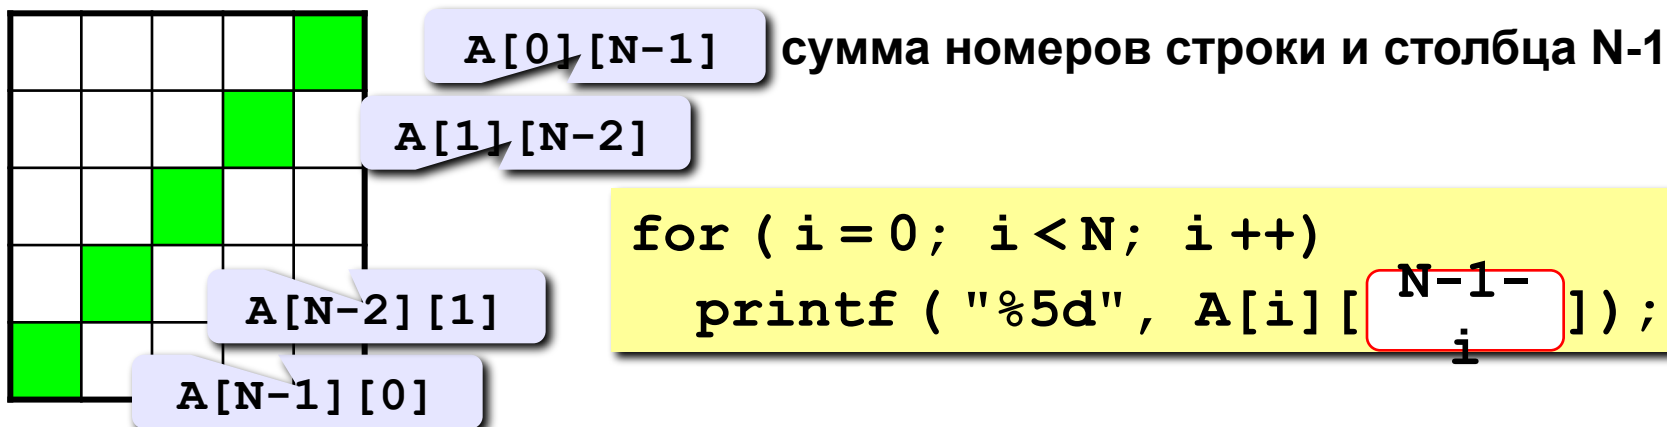 A[0][N-1] сумма номеров строки и столбца N-1
A[1][N-2]
for ( i = 0; i < N; i ++)
printf ( "%5d", A[i][ N-1-
i ]);
A[N-2][1]
A[N-1][0]